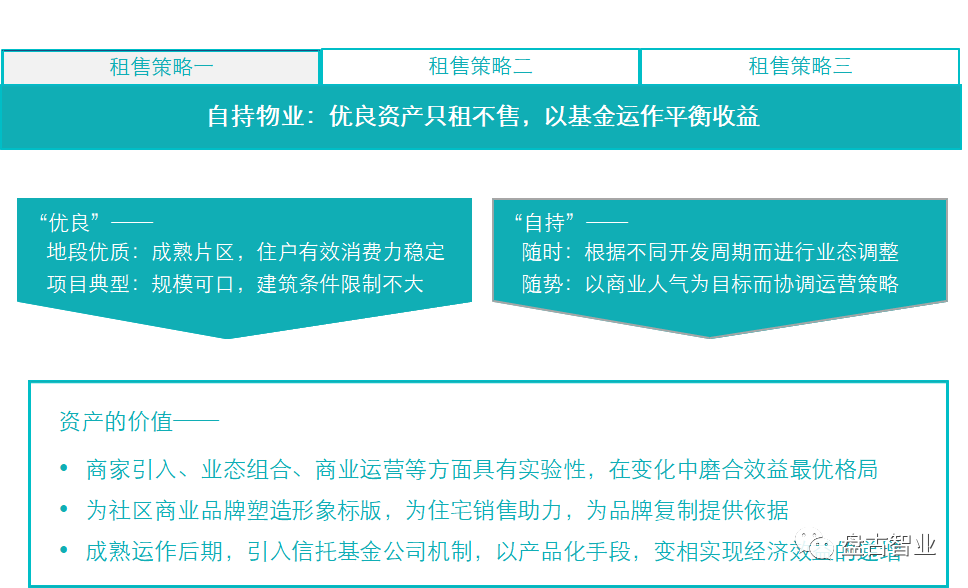 租售策略一
租售策略二
租售策略三
自持物业：优良资产只租不售，以基金运作平衡收益
“优良”——
地段优质：成熟片区，住户有效消费力稳定
项目典型：规模可口，建筑条件限制不大
“自持”——
随时：根据不同开发周期而进行业态调整
随势：以商业人气为目标而协调运营策略
资产的价值——
• 商家引入、业态组合、商业运营等方面具有实验性，在变化中磨合效益最优格局
• 为社区商业品牌塑造形象标版，为住宅销售助力，为品牌复制提供依据
• 成熟运作后期，引入信托基金公司机制，以产品化手段，变相实现经济效
盘古智业